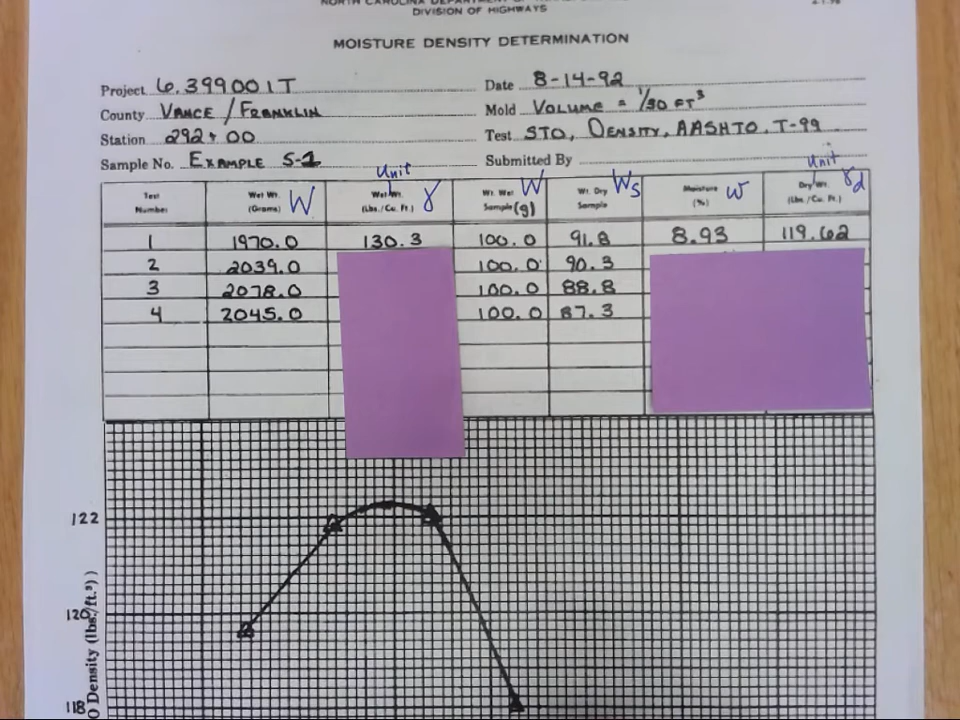 DIVISION OF HIGHWAYS
MOISTURE DENSITY DETERMINATION
Project 6.399001T Date 8-14-92
County VANCE / FRANKLIN Mold VOLUME = 1/30 FT³
Station 292+00 Test STD, DENSITY, AASHTO, T-99
Sample No. EXAMPLE S-1 Submitted By
Unit Unit
Test Number Wet Wt. (Grams) W Wet Wt. (Lbs./Cu. Ft.) γ Wt. Wet Sample (g) W Wt. Dry Sample Ws Moisture (%) w Dry Wt. (Lbs./Cu. Ft.) γd
1 1970.0 130.3 100.0 91.8 8.93 119.62
2 2039.0 100.0 90.3
3 2078.0 100.0 88.8
4 2045.0 100.0 87.3
122
120
118
Density (lbs./ft.³)